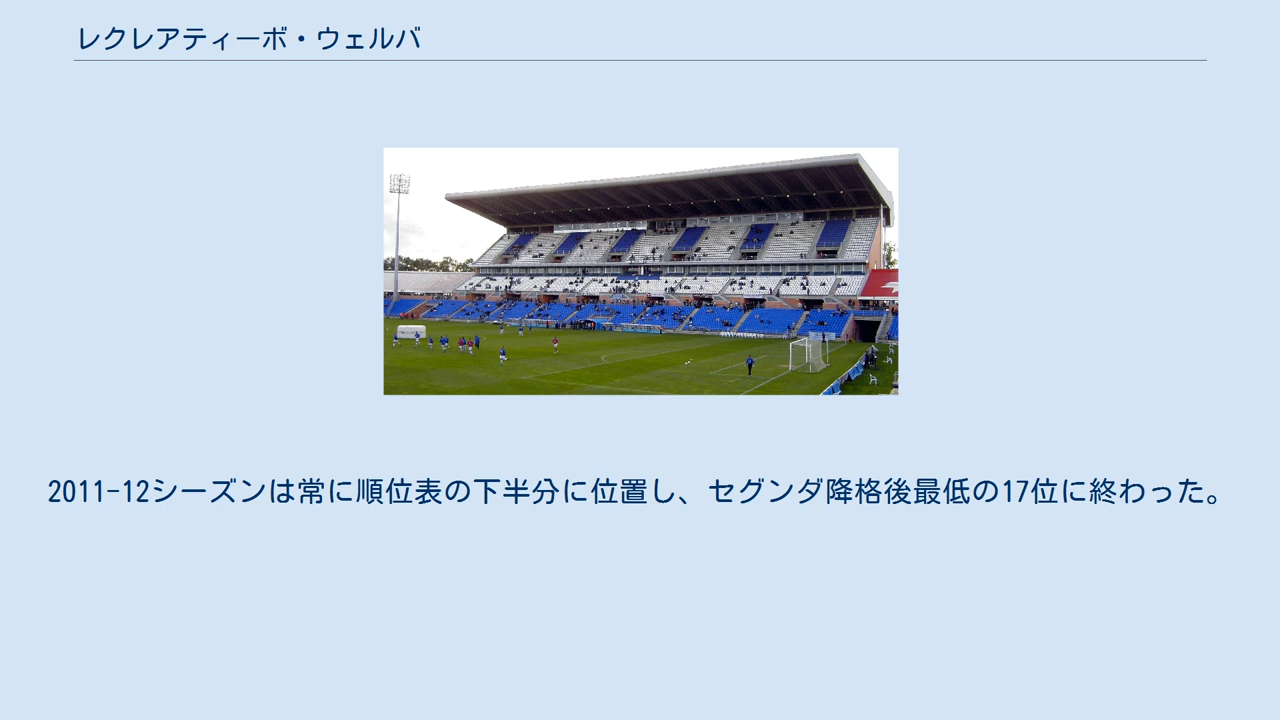 レクレアティーボ・ウェルバ
2011-12シーズンは常に順位表の下半分に位置し、セグンダ降格後最低の17位に終わった。